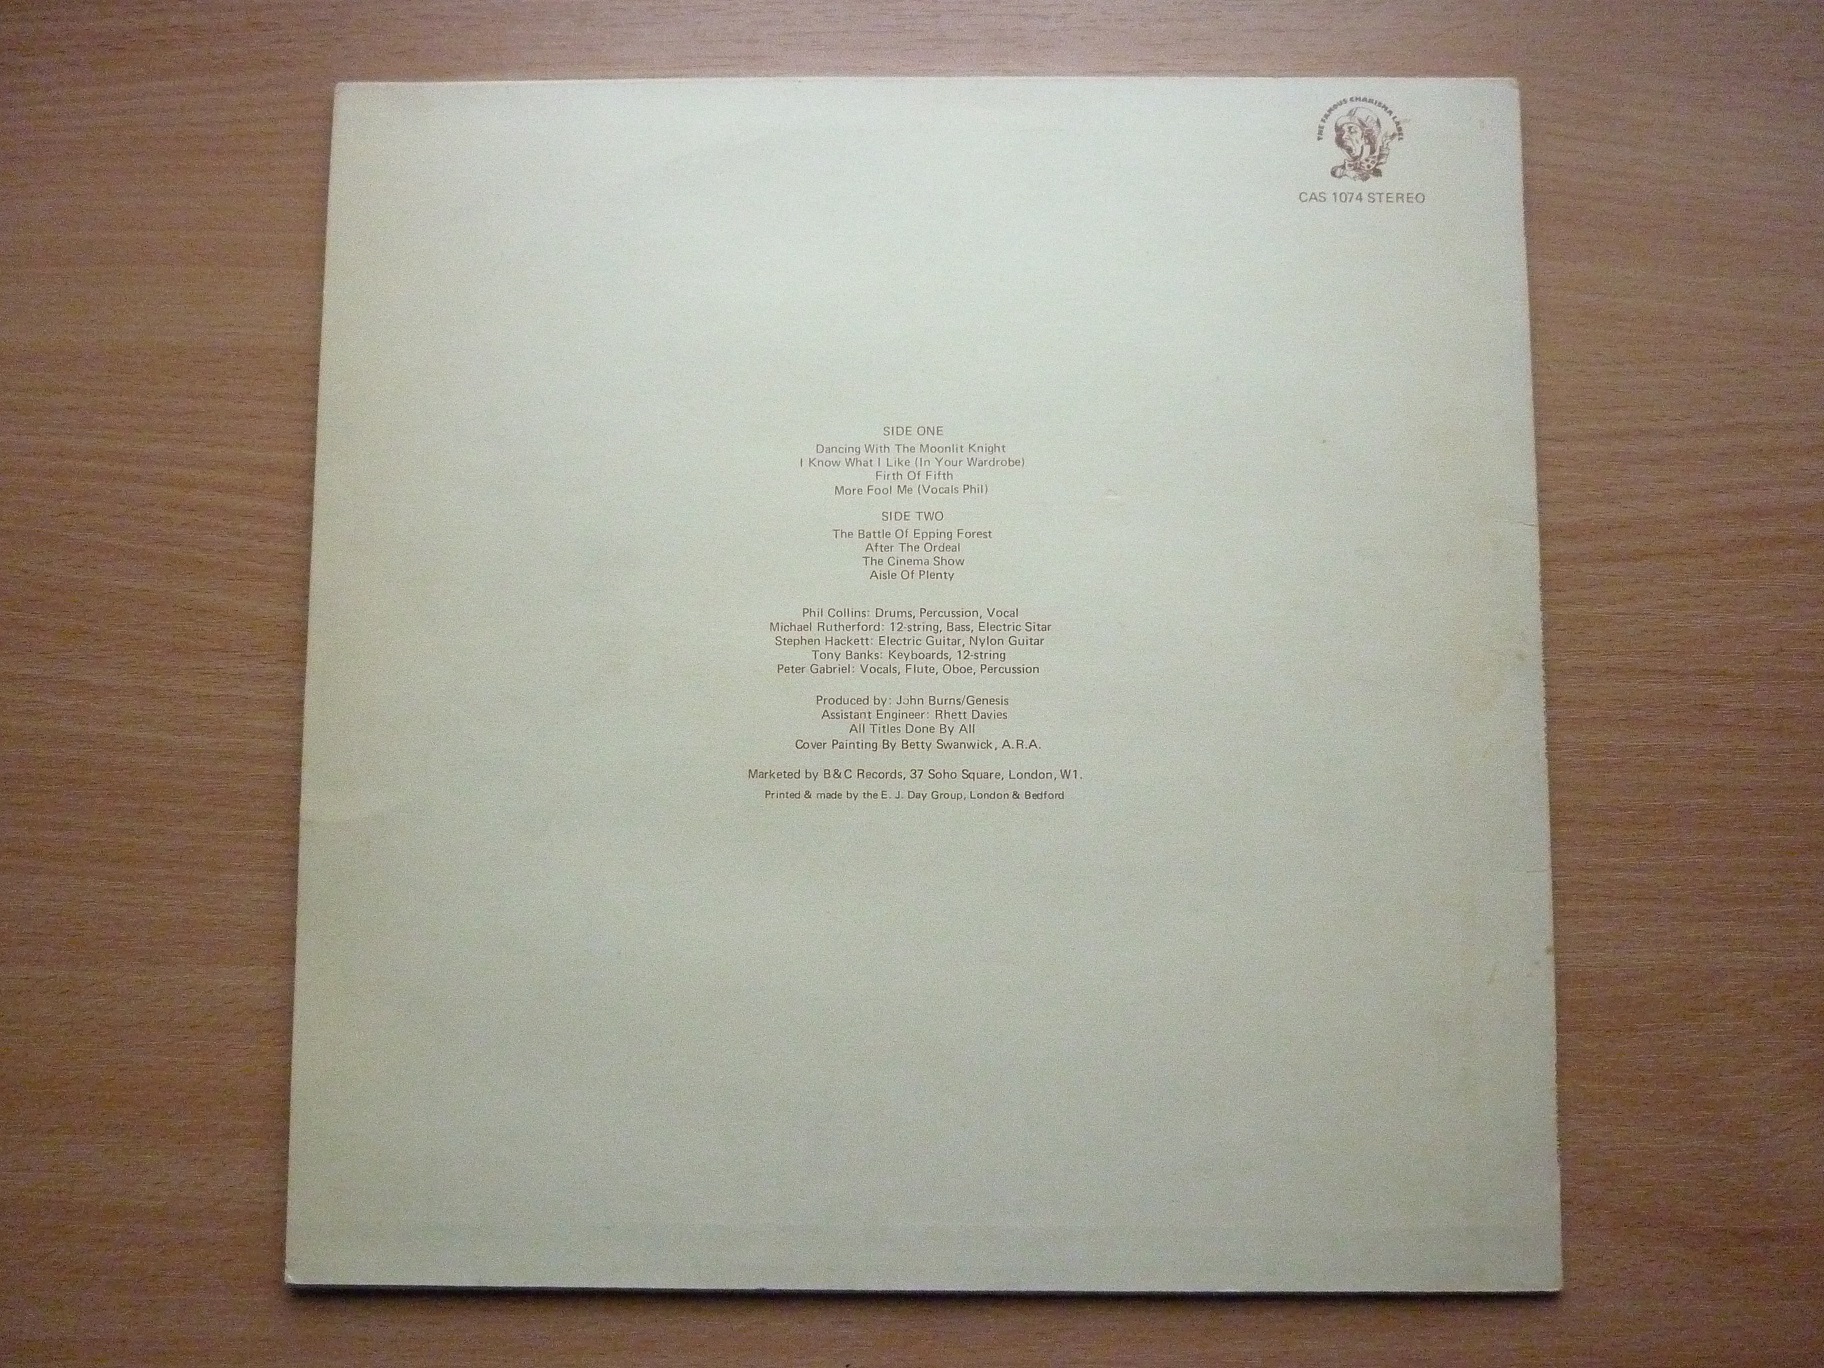 THE FAMOUS CHARISMA LABEL
CAS 1074 STEREO
SIDE ONE
Dancing With The Moonlit Knight
I Know What I Like (In Your Wardrobe)
Firth Of Fifth
More Fool Me (Vocals Phil)
SIDE TWO
The Battle Of Epping Forest
After The Ordeal
The Cinema Show
Aisle Of Plenty
Phil Collins: Drums, Percussion, Vocal
Michael Rutherford: 12-string, Bass, Electric Sitar
Stephen Hackett: Electric Guitar, Nylon Guitar
Tony Banks: Keyboards, 12-string
Peter Gabriel: Vocals, Flute, Oboe, Percussion
Produced by: John Burns/Genesis
Assistant Engineer: Rhett Davies
All Titles Done By All
Cover Painting By Betty Swanwick, A.R.A.
Marketed by B&C Records, 37 Soho Square, London, W1.
Printed & made by the E. J. Day Group, London & Bedford